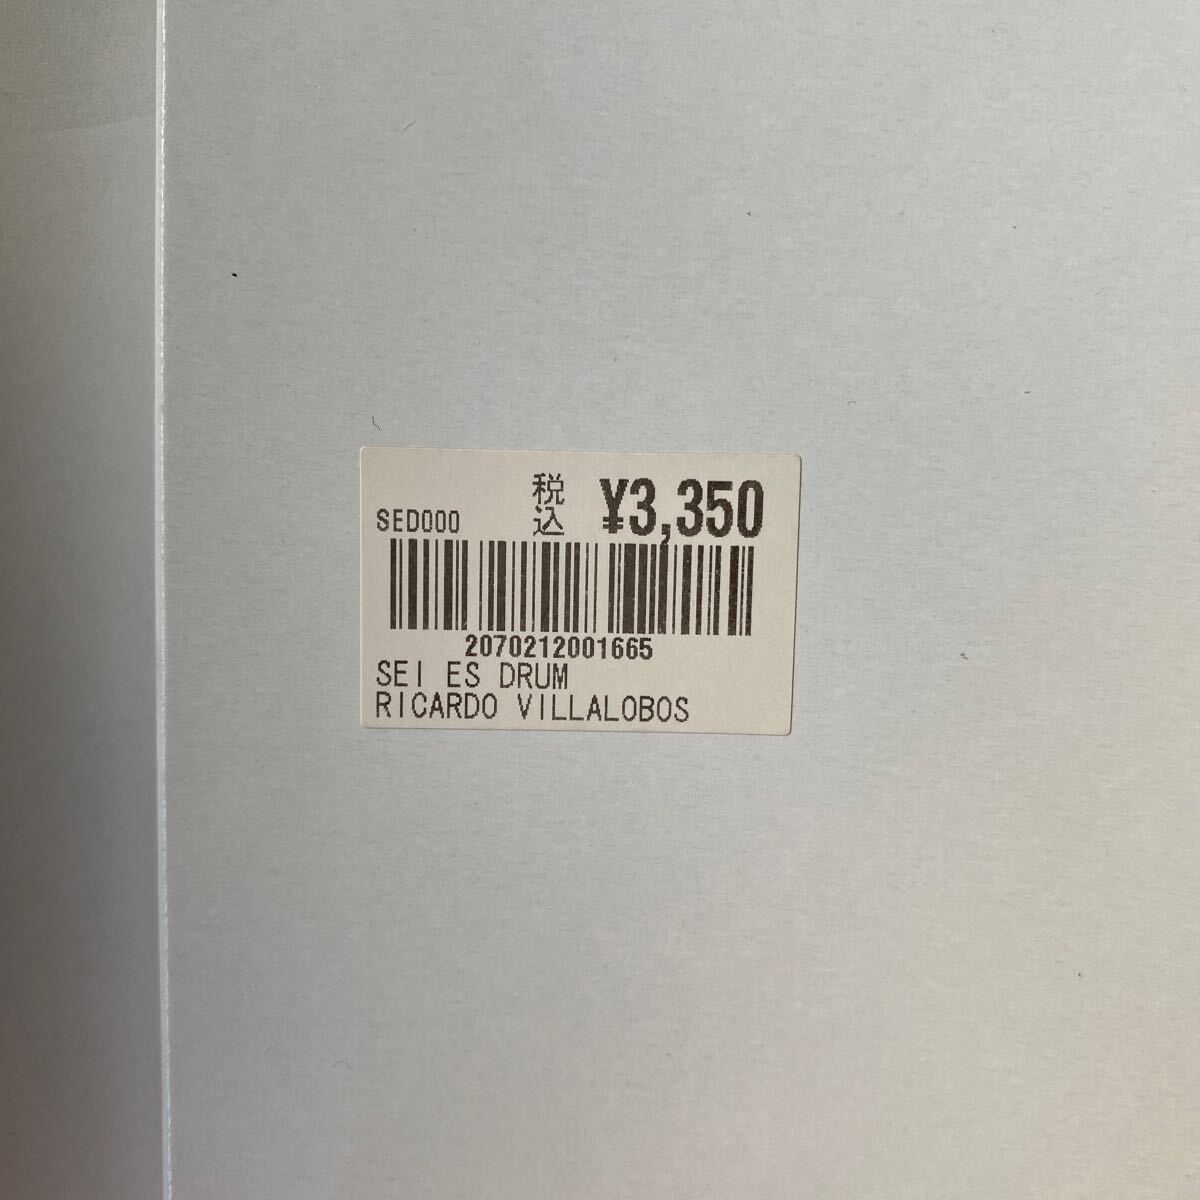 SED000 税込 ¥3,350
2070212001665
SEI ES DRUM
RICARDO VILLALOBOS